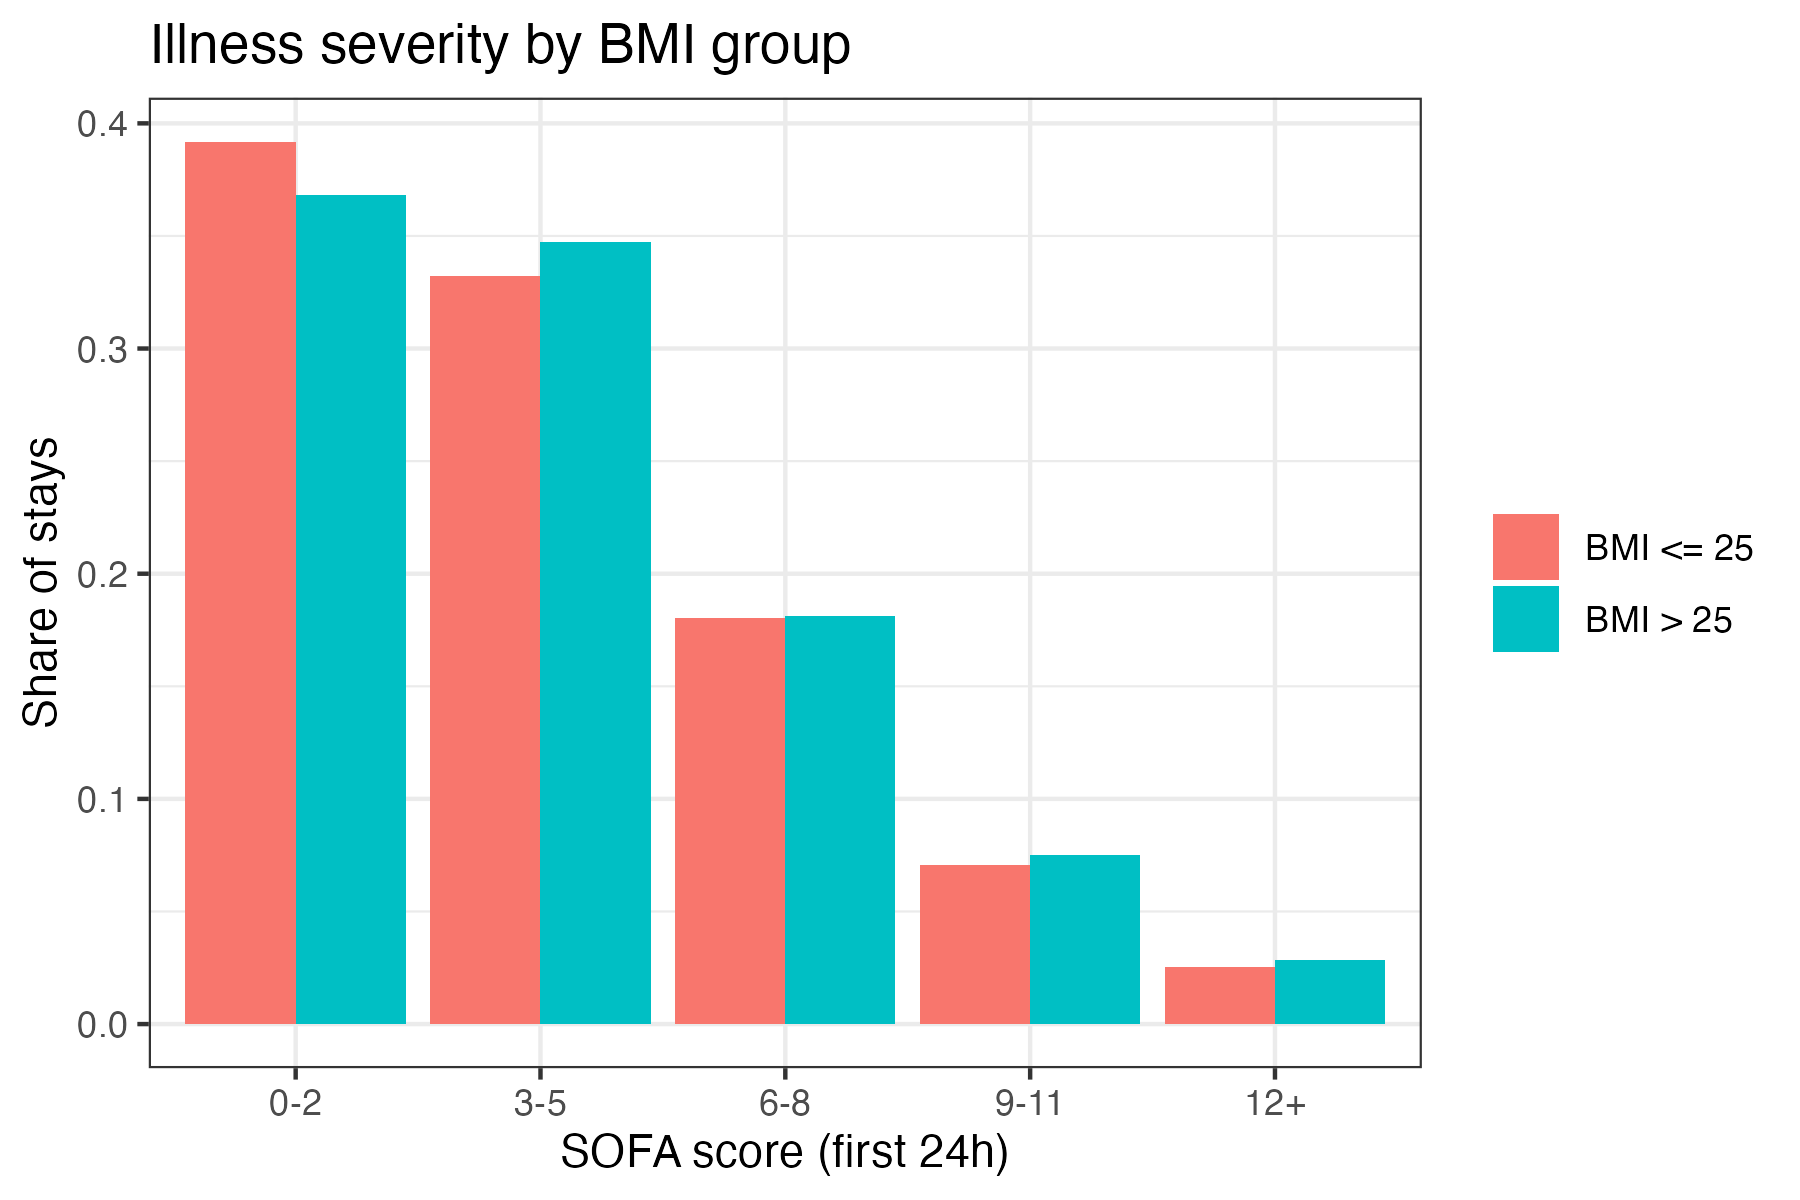 Illness severity by BMI group
0.4
0.3
0.2
0.1
0.0
Share of stays
0-2 3-5 6-8 9-11 12+
SOFA score (first 24h)
BMI <= 25
BMI > 25